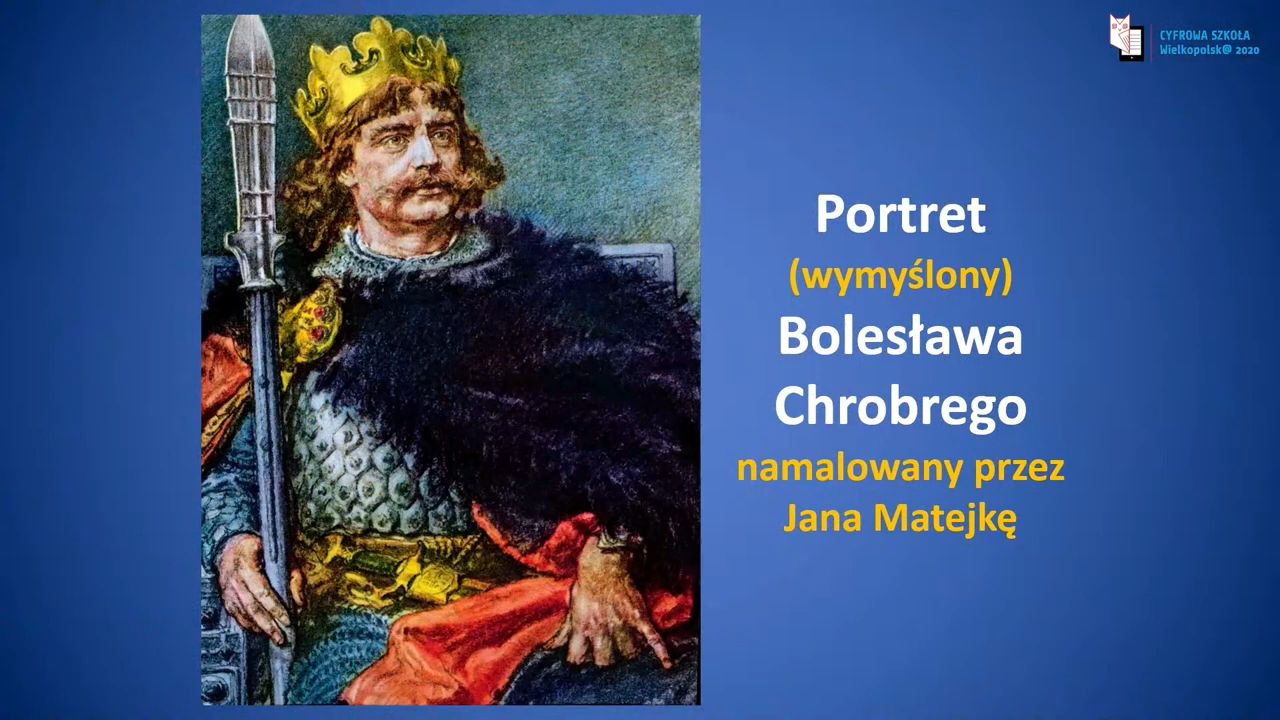 CYFROWA SZKOŁA
Wielkopolsk@ 2020
Portret
(wymyślony)
Bolesława
Chrobrego
namalowany przez
Jana Matejkę